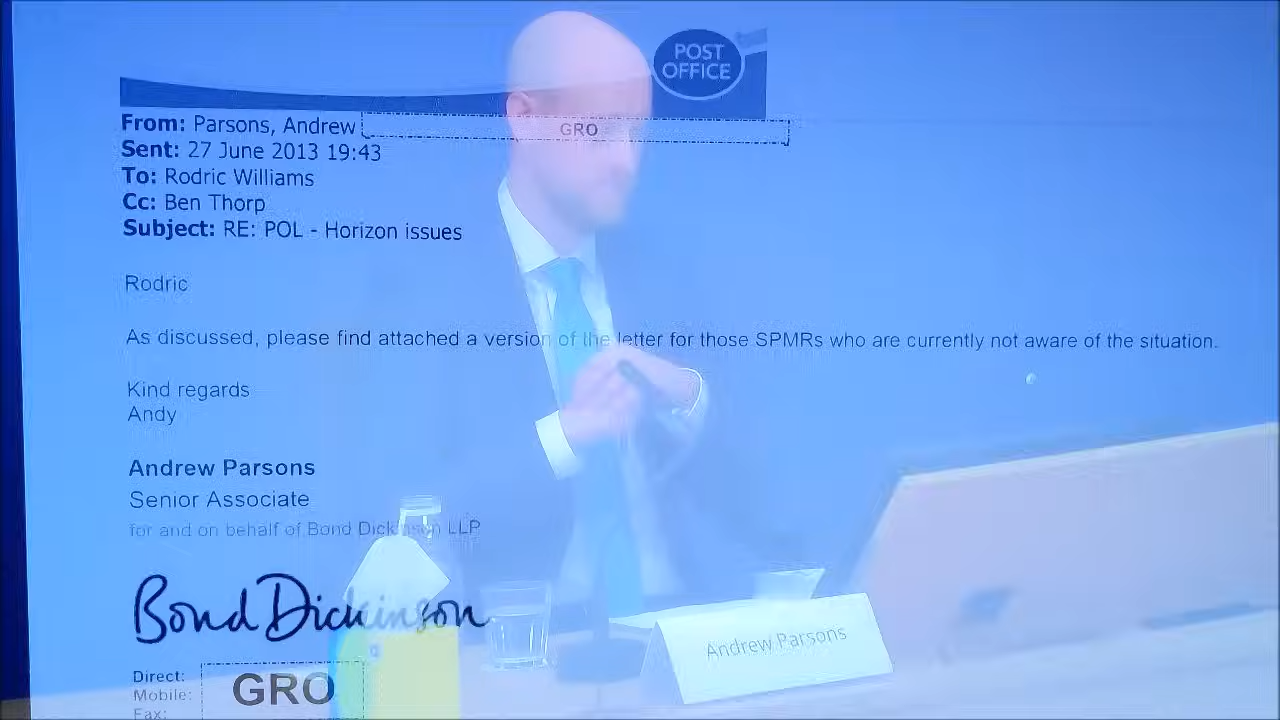 POST
OFFICE
From: Parsons, Andrew GRO
Sent: 27 June 2013 19:43
To: Rodric Williams
Cc: Ben Thorp
Subject: RE: POL - Horizon issues
Rodric
As discussed, please find attached a version of the letter for those SPMRs who are currently not aware of the situation.
Kind regards
Andy
Andrew Parsons
Senior Associate
for and on behalf of Bond Dickinson LLP
Bond Dickinson
Direct: GRO
Mobile:
Fax:
Andrew Parsons